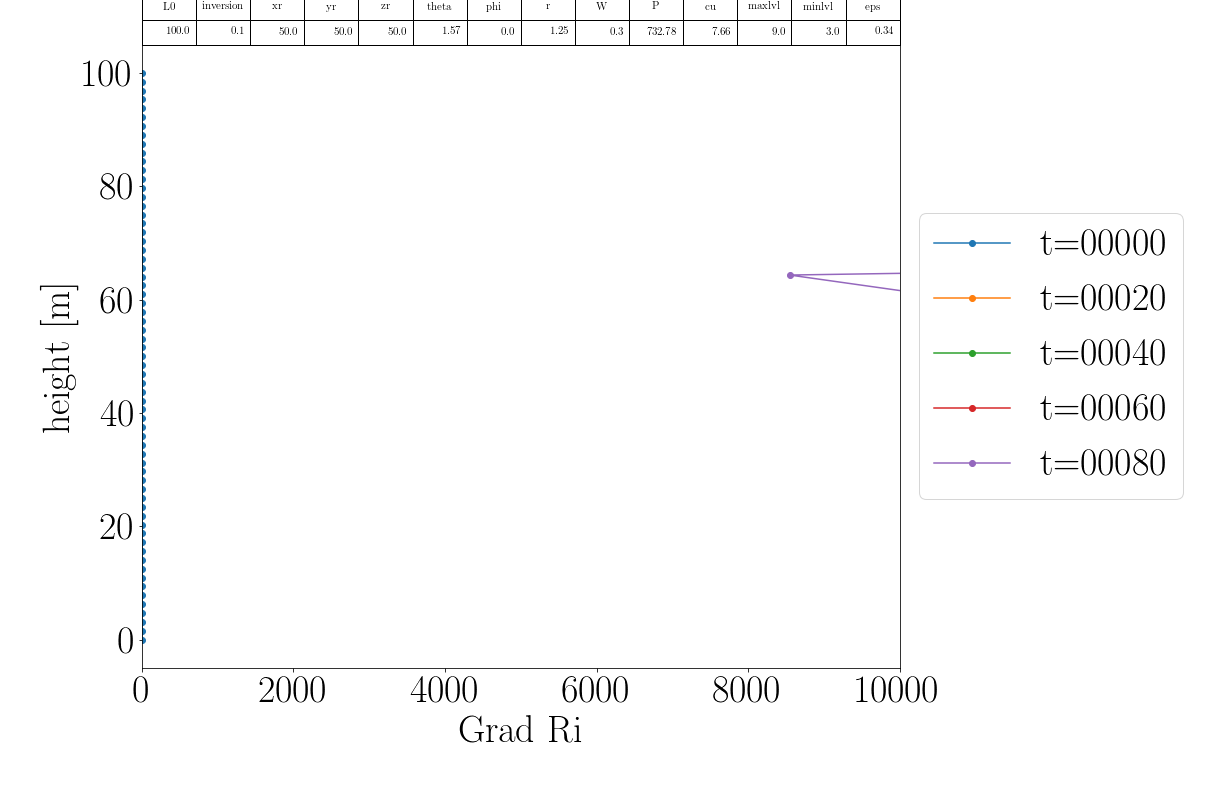 L0 inversion xr yr zr theta phi r W P cu maxlvl minlvl eps
100.0 0.1 50.0 50.0 50.0 1.57 0.0 1.25 0.3 732.78 7.66 9.0 3.0 0.34
100
80
60
40
20
0
height [m]
0 2000 4000 6000 8000 10000
Grad Ri
t=00000
t=00020
t=00040
t=00060
t=00080